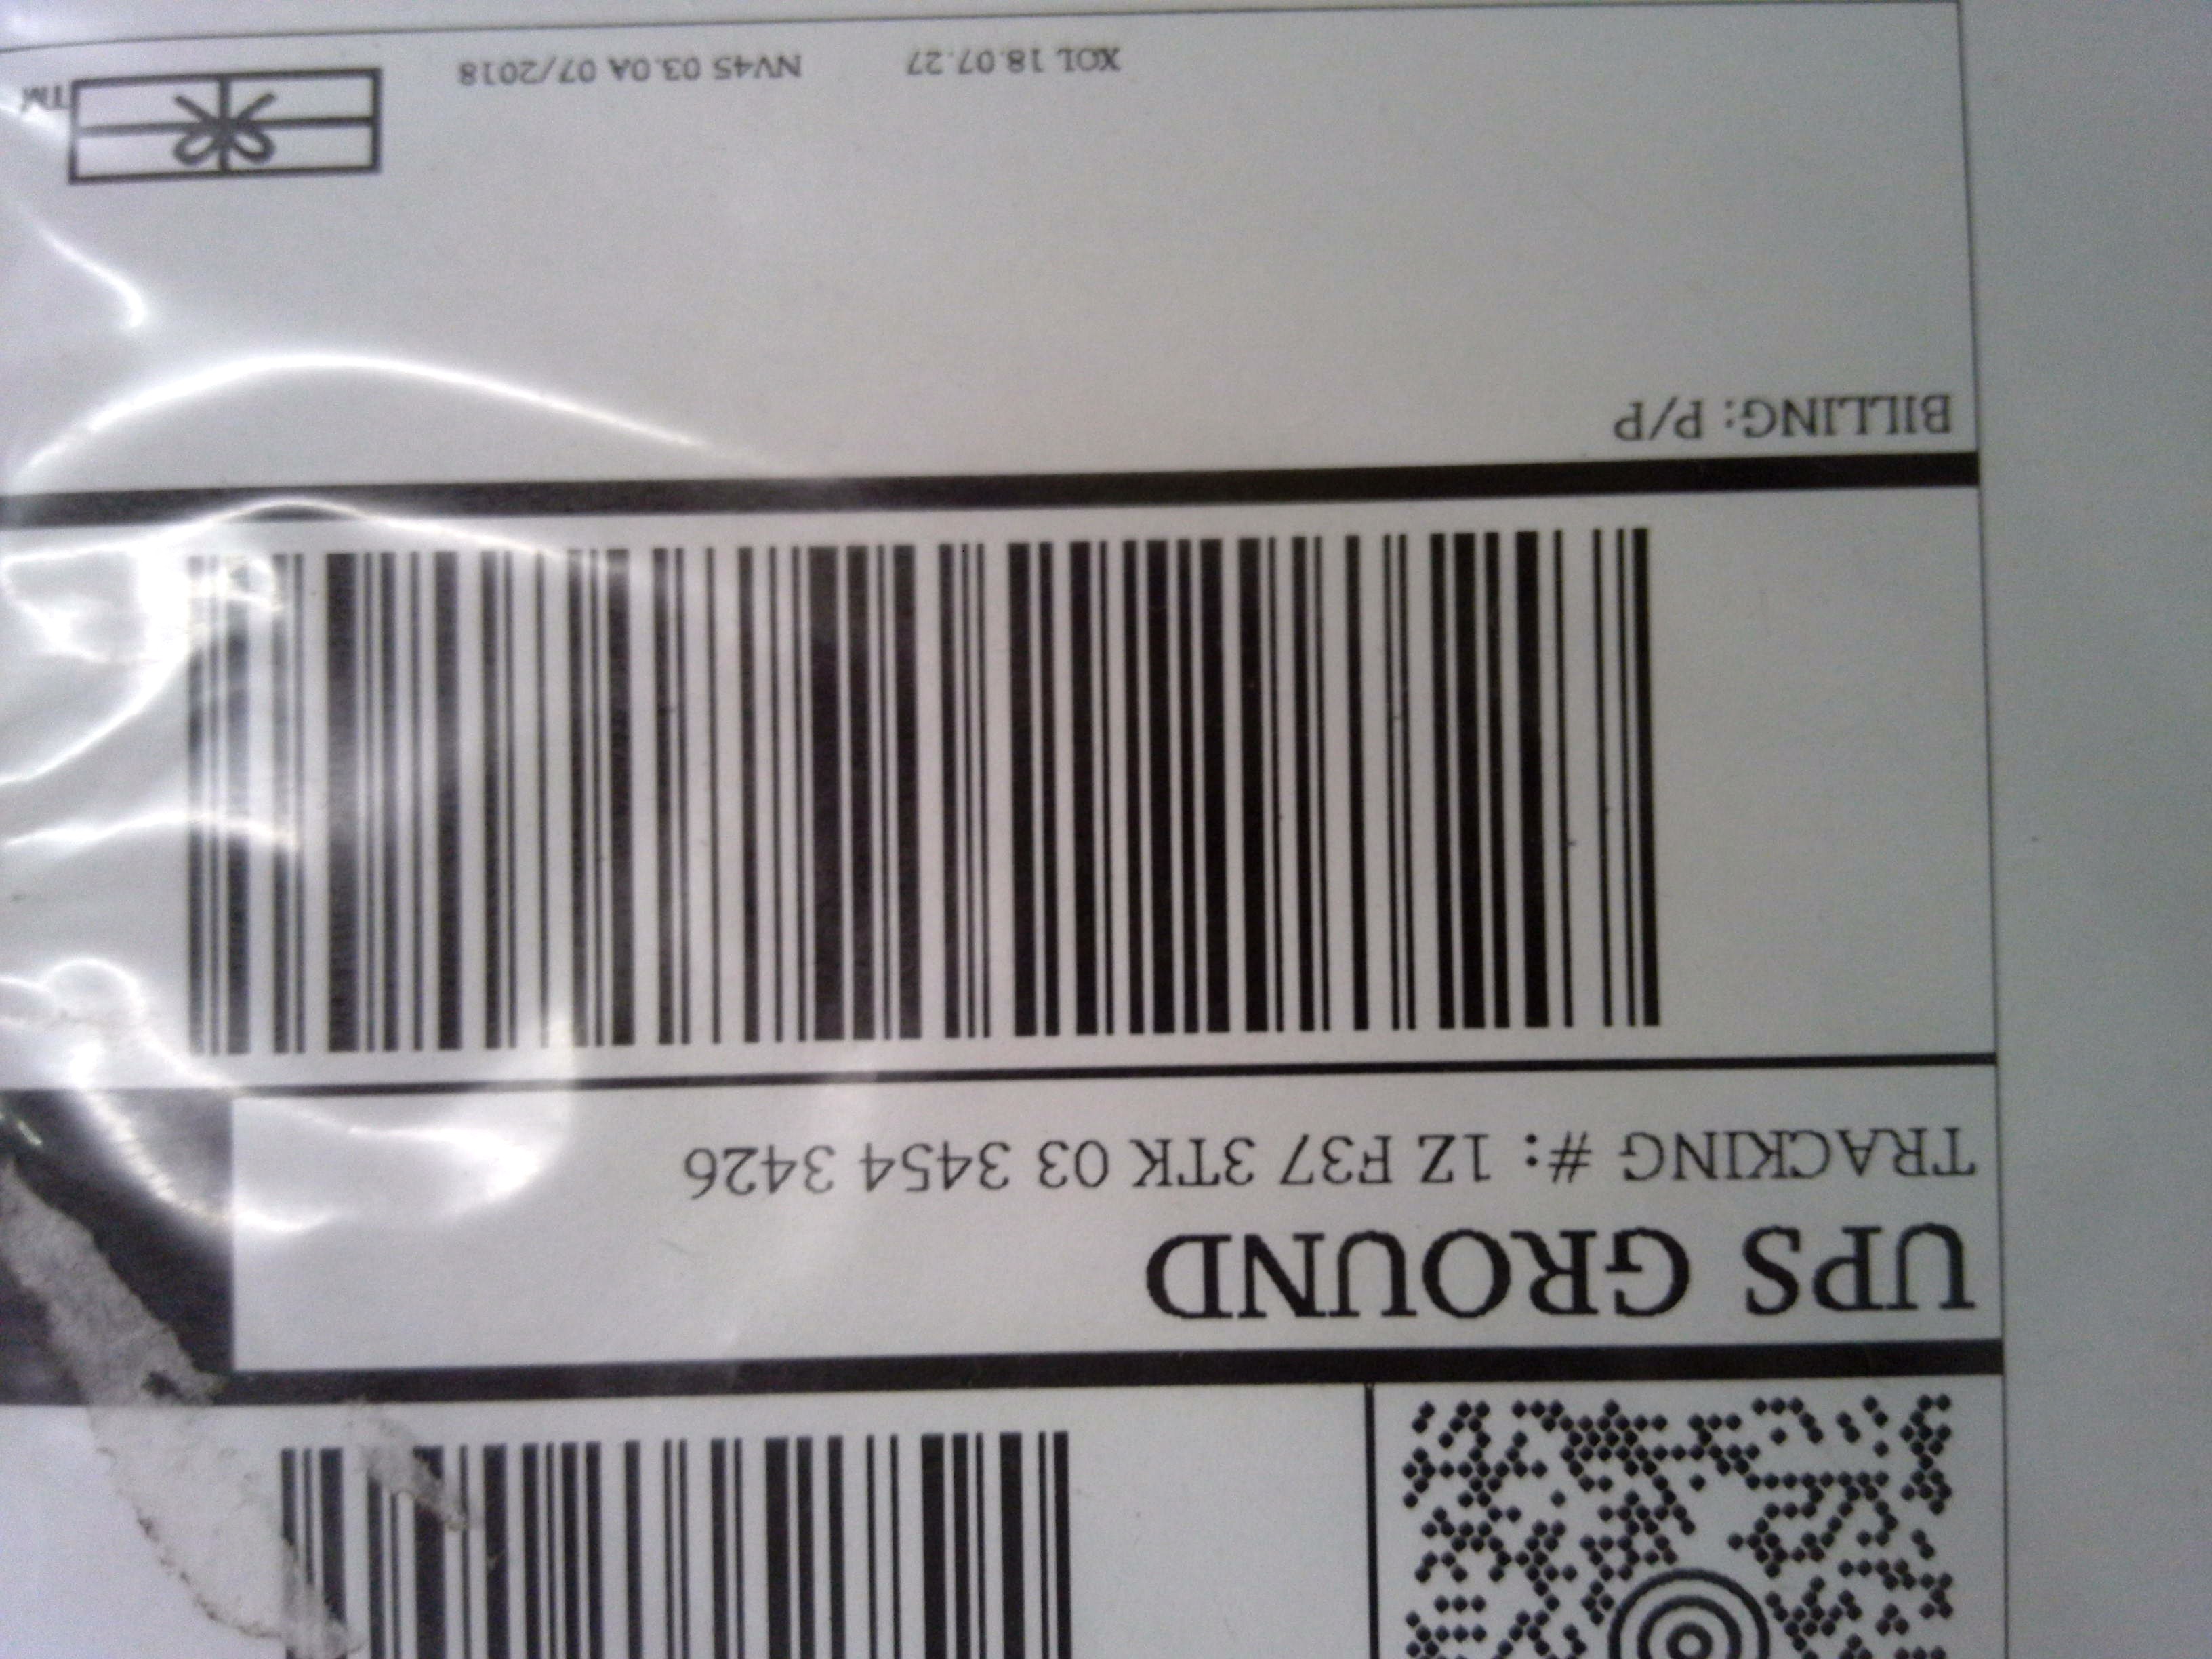 UPS GROUND
TRACKING #: 1Z F37 3TK 03 3454 3426
BILLING: P/P
XOL 18.07.27 NV45 03.0A 07/2018
TM